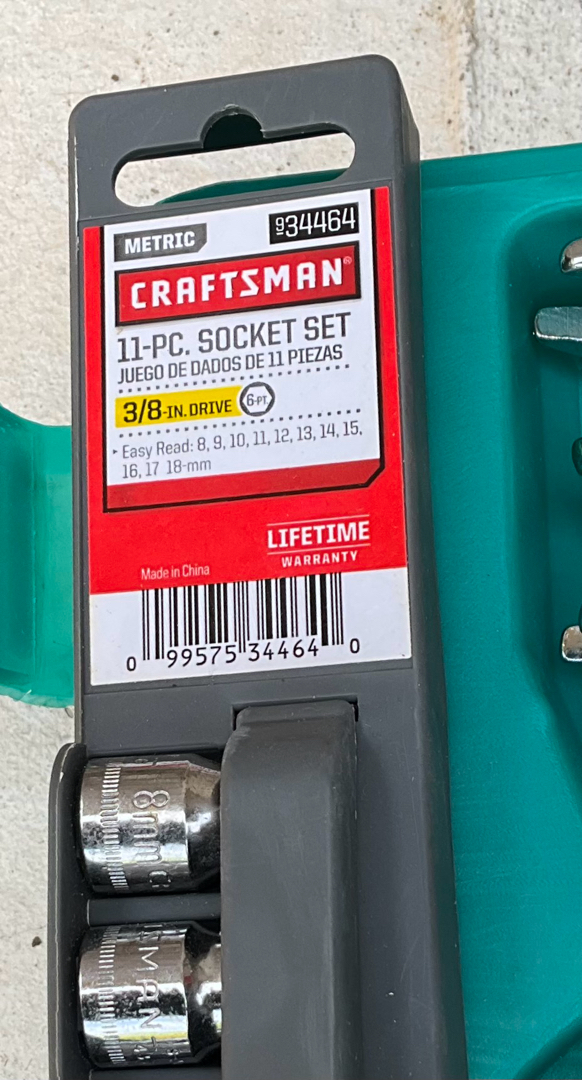 METRIC
934464
CRAFTSMAN®
11-PC. SOCKET SET
JUEGO DE DADOS DE 11 PIEZAS
3/8-IN. DRIVE 6-PT.
Easy Read: 8, 9, 10, 11, 12, 13, 14, 15,
16, 17 18-mm
LIFETIME
WARRANTY
Made in China
0 99575 34464 0
8mm